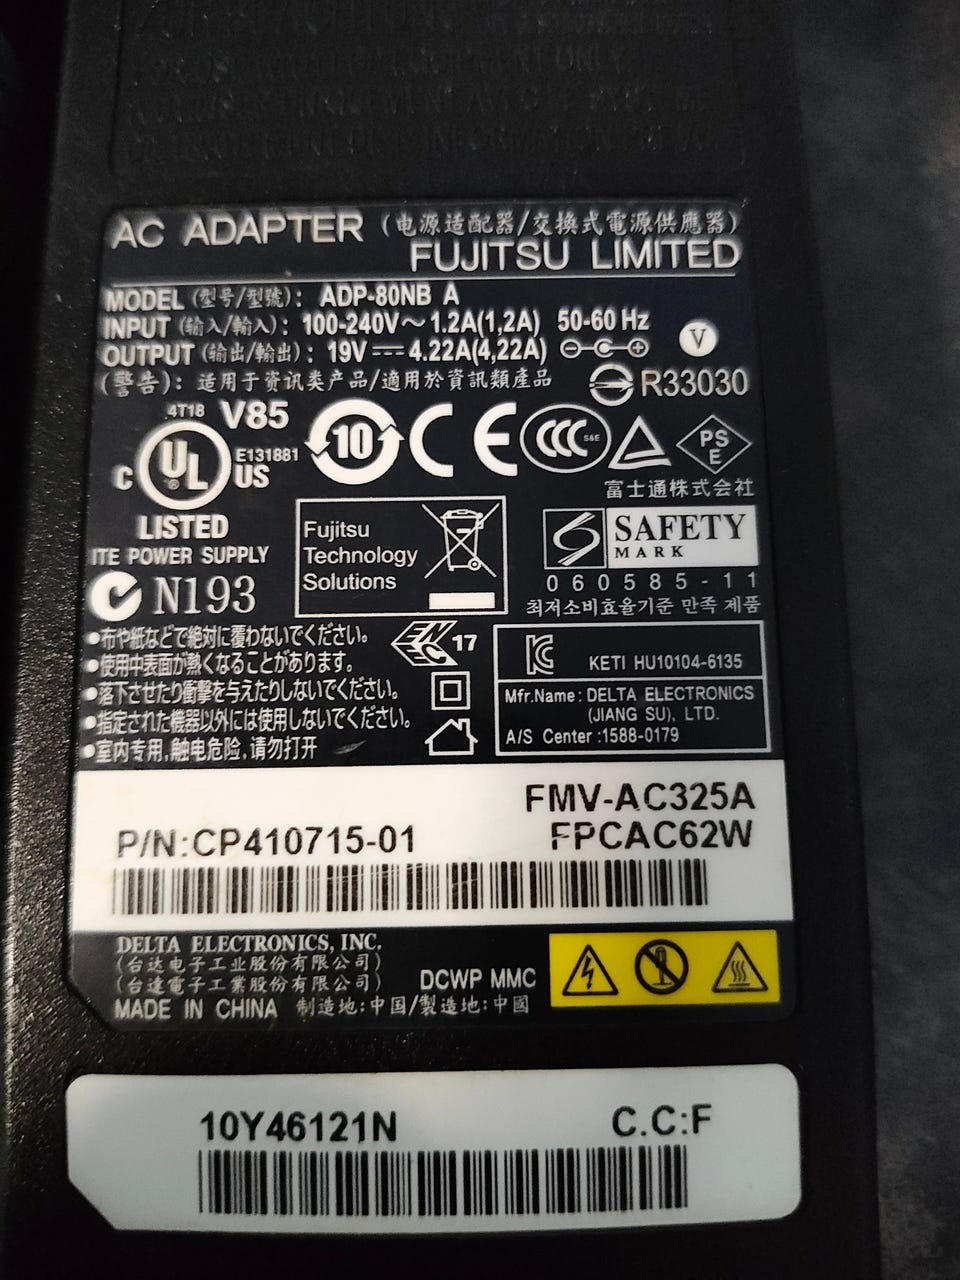 AC ADAPTER (电源适配器/交換式電源供應器)
FUJITSU LIMITED
MODEL (型号/型號): ADP-80NB A
INPUT (输入/輸入): 100-240V~1.2A(1,2A) 50-60 Hz
OUTPUT (输出/輸出): 19V 4.22A(4,22A)
V
(警告): 适用于资讯类产品/適用於資訊類產品
R33030
4T18 V85
C UL US E131881
LISTED
ITE POWER SUPPLY
10
CE
CCC S&E
PS E
富士通株式会社
N193
Fujitsu
Technology
Solutions
SAFETY
MARK
060585-11
최저소비효율기준 만족 제품
•布や紙などで絶対に覆わないでください。
•使用中表面が熱くなることがあります。
•落下させたり衝撃を与えたりしないでください。
•指定された機器以外には使用しないでください。
•室内专用,触电危险,请勿打开
ENEC 17
KC KETI HU10104-6135
Mfr.Name: DELTA ELECTRONICS
(JIANG SU), LTD.
A/S Center :1588-0179
FMV-AC325A
P/N:CP410715-01 FPCAC62W
DELTA ELECTRONICS, INC.
(台达电子工业股份有限公司)
(台達電子工業股份有限公司)
DCWP MMC
MADE IN CHINA 制造地:中国/製造地:中國
10Y46121N C.C:F